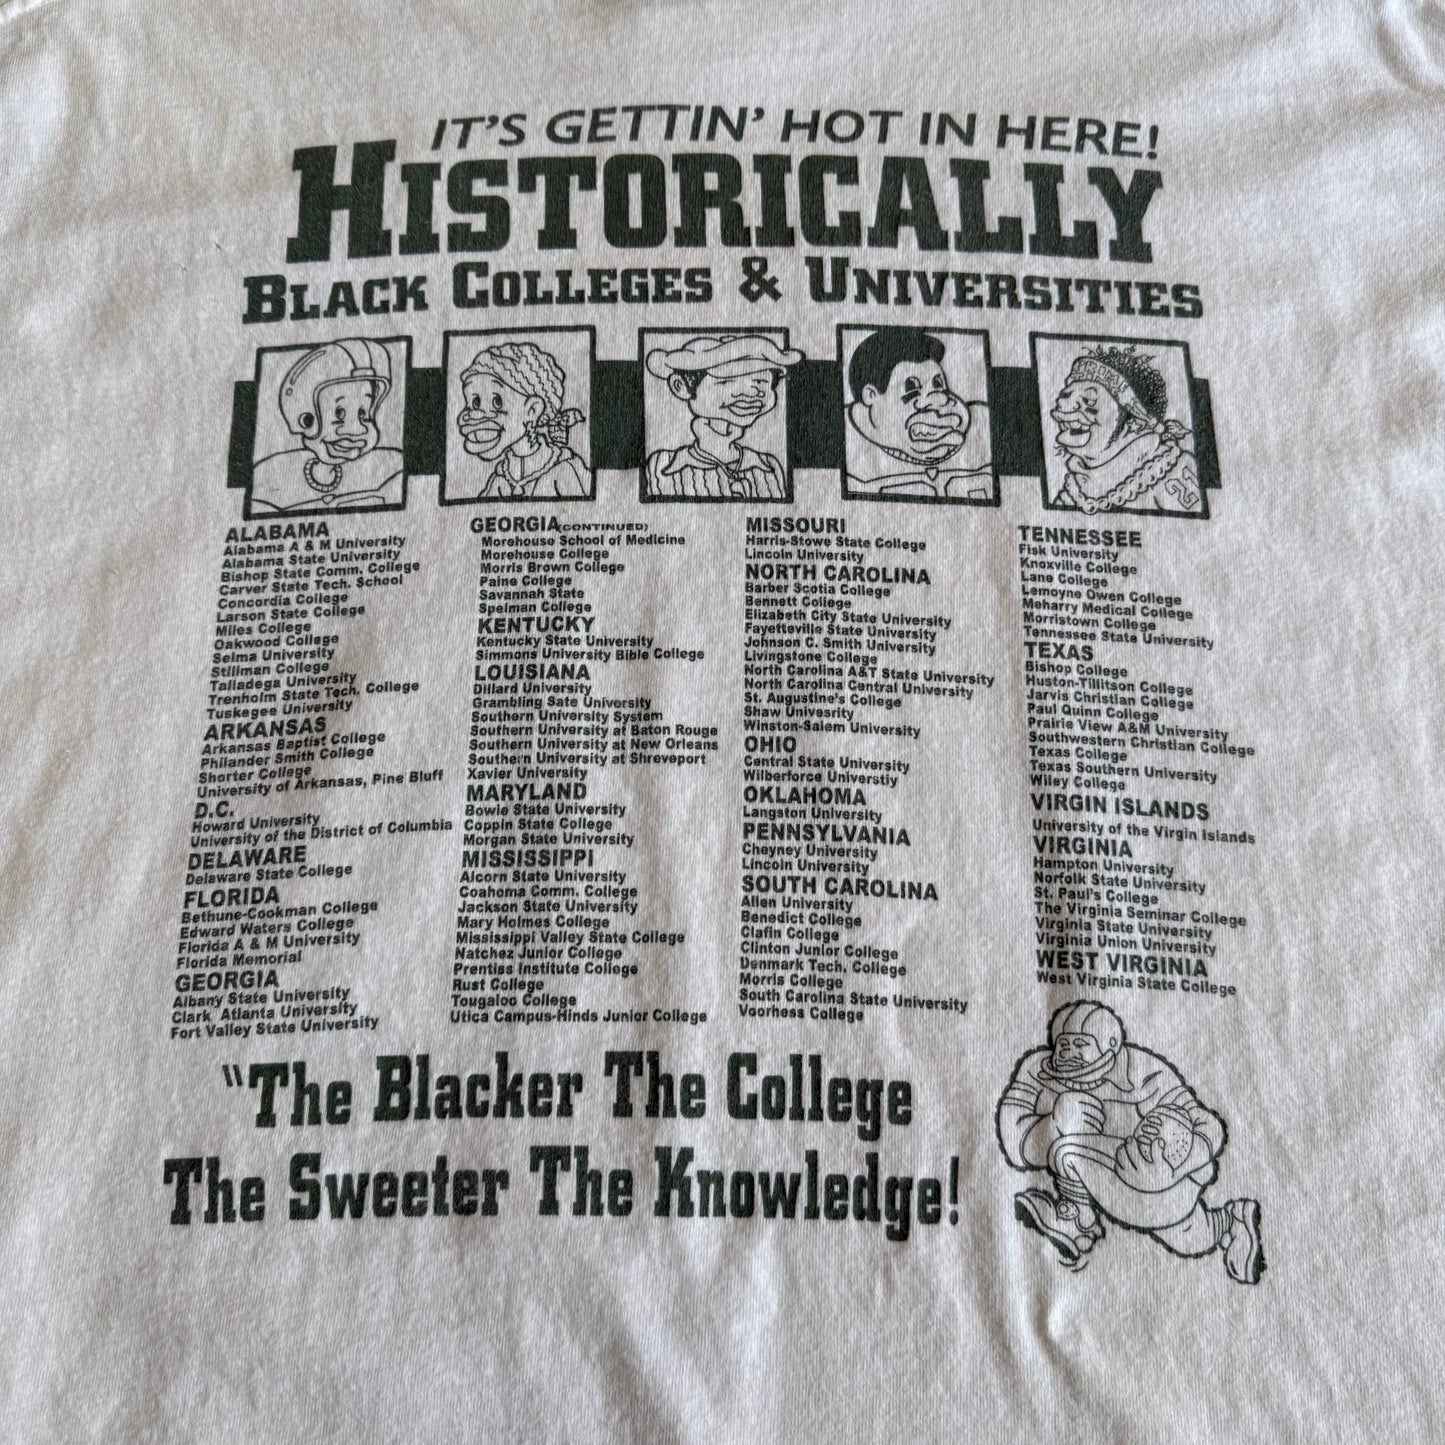 IT'S GETTIN' HOT IN HERE!
HISTORICALLY
BLACK COLLEGES & UNIVERSITIES
ALABAMA
Alabama A & M University
Alabama State University
Bishop State Comm. College
Carver State Tech. School
Concordia College
Larson State College
Miles College
Oakwood College
Selma University
Stillman College
Talladega University
Trenholm State Tech. College
Tuskegee University
ARKANSAS
Arkansas Baptist College
Philander Smith College
Shorter College
University of Arkansas, Pine Bluff
D.C.
Howard University
University of the District of Columbia
DELAWARE
Delaware State College
FLORIDA
Bethune-Cookman College
Edward Waters College
Florida A & M University
Florida Memorial
GEORGIA
Albany State University
Clark Atlanta University
Fort Valley State University
GEORGIA (CONTINUED)
Morehouse School of Medicine
Morehouse College
Morris Brown College
Paine College
Savannah State
Spelman College
KENTUCKY
Kentucky State University
Simmons University Bible College
LOUISIANA
Dillard University
Grambling Sate University
Southern University System
Southern University at Baton Rouge
Southern University at New Orleans
Southern University at Shreveport
Xavier University
MARYLAND
Bowie State University
Coppin State College
Morgan State University
MISSISSIPPI
Alcorn State University
Coahoma Comm. College
Jackson State University
Mary Holmes College
Mississippi Valley State College
Natchez Junior College
Prentiss Institute College
Rust College
Tougaloo College
Utica Campus-Hinds Junior College
MISSOURI
Harris-Stowe State College
Lincoln University
NORTH CAROLINA
Barber Scotia College
Bennett College
Elizabeth City State University
Fayetteville State University
Johnson C. Smith University
Livingstone College
North Carolina A&T State University
North Carolina Central University
St. Augustine's College
Shaw Univesrity
Winston-Salem University
OHIO
Central State University
Wilberforce Universtiy
OKLAHOMA
Langston University
PENNSYLVANIA
Cheyney University
Lincoln University
SOUTH CAROLINA
Allen University
Benedict College
Claflin College
Clinton Junior College
Denmark Tech. College
Morris College
South Carolina State University
Voorhess College
TENNESSEE
Fisk University
Knoxville College
Lane College
Lemoyne Owen College
Meharry Medical College
Morristown College
Tennessee State University
TEXAS
Bishop College
Huston-Tillitson College
Jarvis Christian College
Paul Quinn College
Prairie View A&M University
Southwestern Christian College
Texas College
Texas Southern University
Wiley College
VIRGIN ISLANDS
University of the Virgin Islands
VIRGINIA
Hampton University
Norfolk State University
St. Paul's College
The Virginia Seminar College
Virginia State University
Virginia Union University
WEST VIRGINIA
West Virginia State College
"The Blacker The College
The Sweeter The Knowledge!